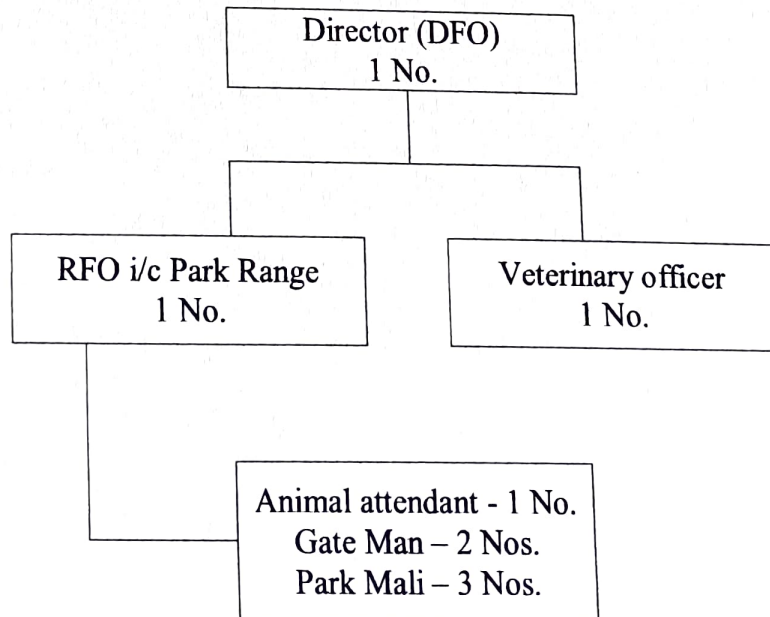 Director (DFO)
1 No.
RFO i/c Park Range
1 No.
Veterinary officer
1 No.
Animal attendant - 1 No.
Gate Man – 2 Nos.
Park Mali – 3 Nos.